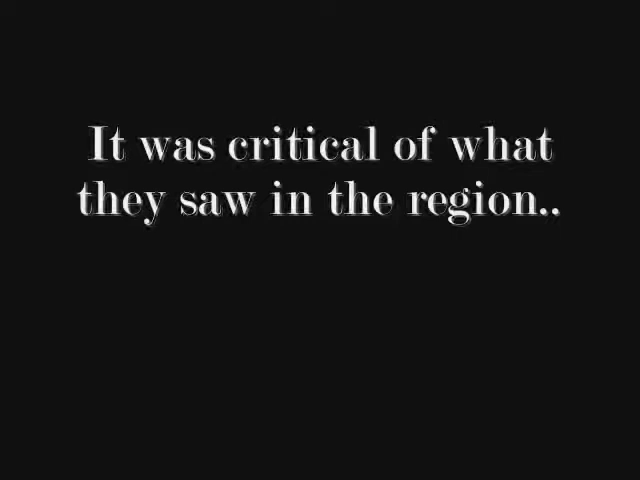 It was critical of what
they saw in the region..